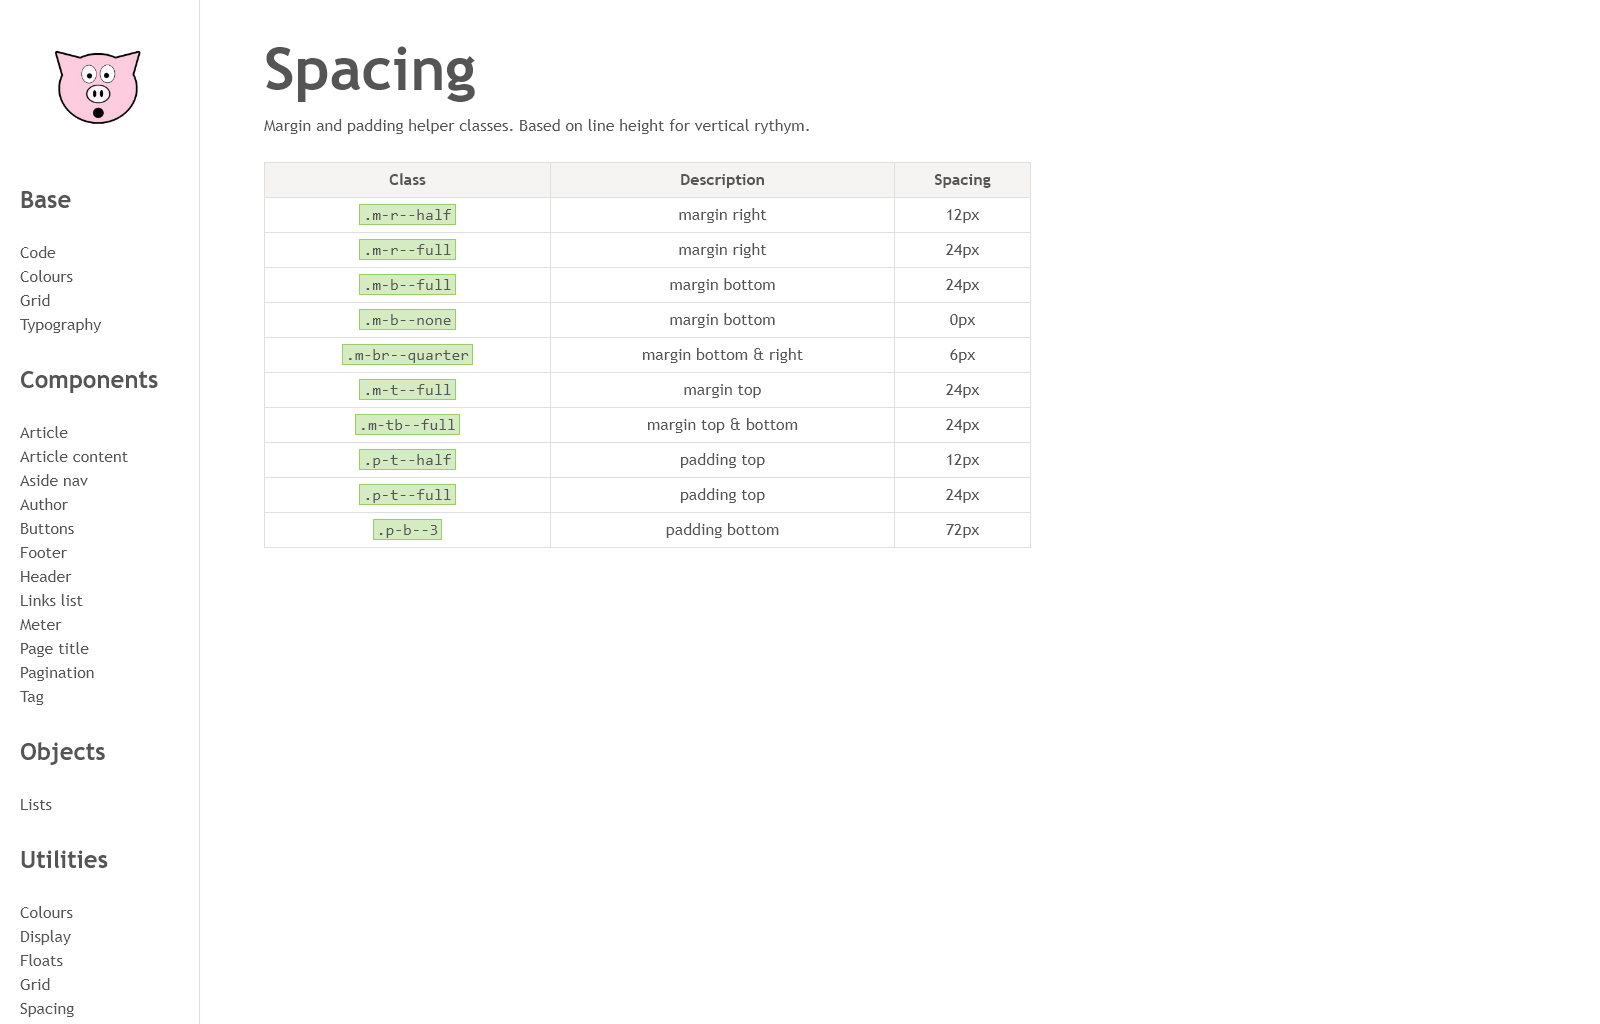 Base
Code
Colours
Grid
Typography
Components
Article
Article content
Aside nav
Author
Buttons
Footer
Header
Links list
Meter
Page title
Pagination
Tag
Objects
Lists
Utilities
Colours
Display
Floats
Grid
Spacing
Spacing
Margin and padding helper classes. Based on line height for vertical rythym.
Class Description Spacing
.m-r--half margin right 12px
.m-r--full margin right 24px
.m-b--full margin bottom 24px
.m-b--none margin bottom 0px
.m-br--quarter margin bottom & right 6px
.m-t--full margin top 24px
.m-tb--full margin top & bottom 24px
.p-t--half padding top 12px
.p-t--full padding top 24px
.p-b--3 padding bottom 72px